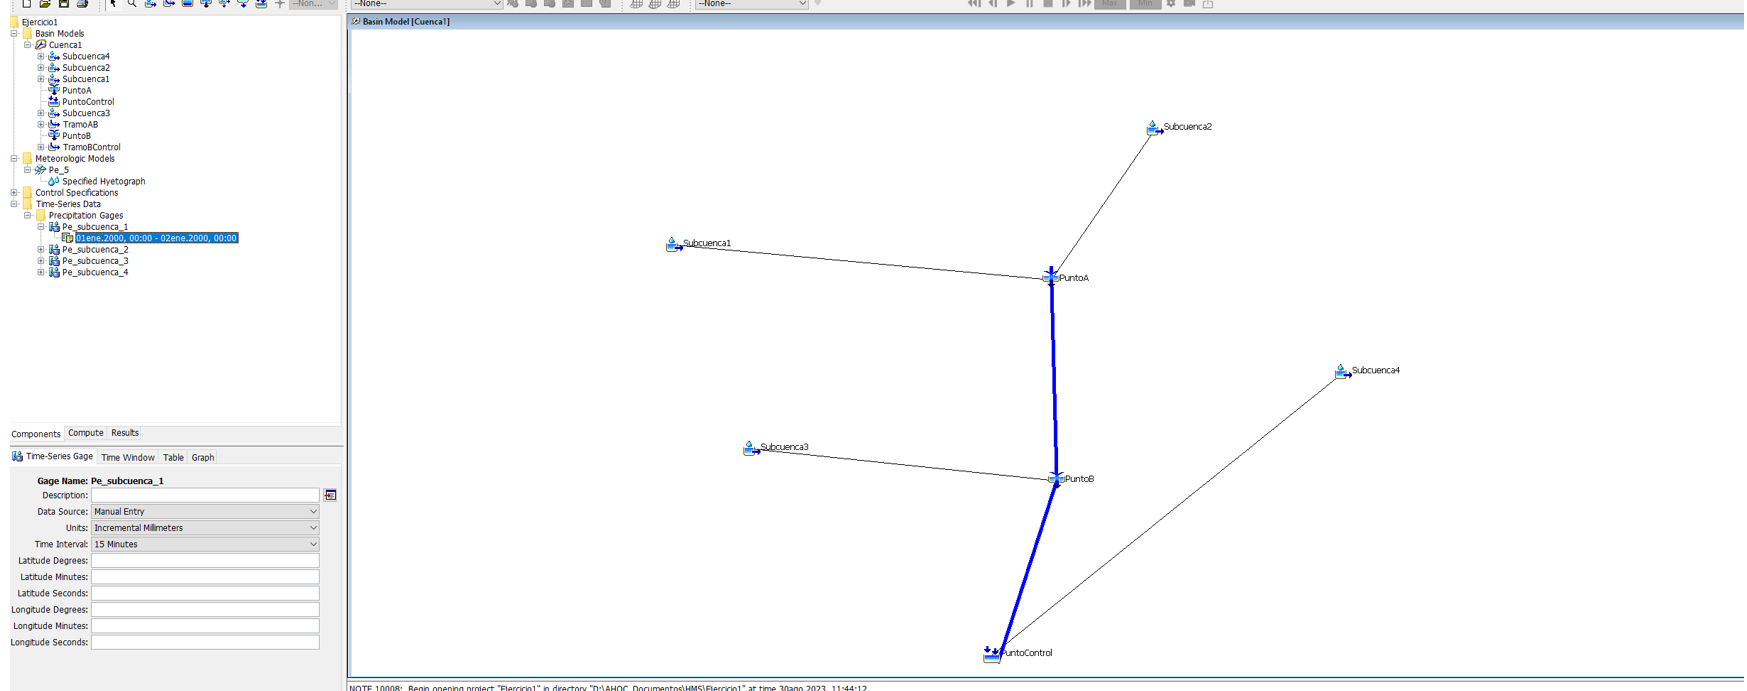 --Non...
--None--
--None--
Max
Min
Ejercicio1
Basin Models
Cuenca1
Subcuenca4
Subcuenca2
Subcuenca1
PuntoA
PuntoControl
Subcuenca3
TramoAB
PuntoB
TramoBControl
Meteorologic Models
Pe_5
Specified Hyetograph
Control Specifications
Time-Series Data
Precipitation Gages
Pe_subcuenca_1
01ene.2000, 00:00 - 02ene.2000, 00:00
Pe_subcuenca_2
Pe_subcuenca_3
Pe_subcuenca_4
Components Compute Results
Time-Series Gage Time Window Table Graph
Gage Name: Pe_subcuenca_1
Description:
Data Source: Manual Entry
Units: Incremental Millimeters
Time Interval: 15 Minutes
Latitude Degrees:
Latitude Minutes:
Latitude Seconds:
Longitude Degrees:
Longitude Minutes:
Longitude Seconds:
Basin Model [Cuenca1]
Subcuenca2
Subcuenca1
PuntoA
Subcuenca4
Subcuenca3
PuntoB
PuntoControl
NOTE 10008: Begin opening project "Ejercicio1" in directory "D:\AHOC_Documentos\HMS\Ejercicio1" at time 30ago.2023, 11:44:12.